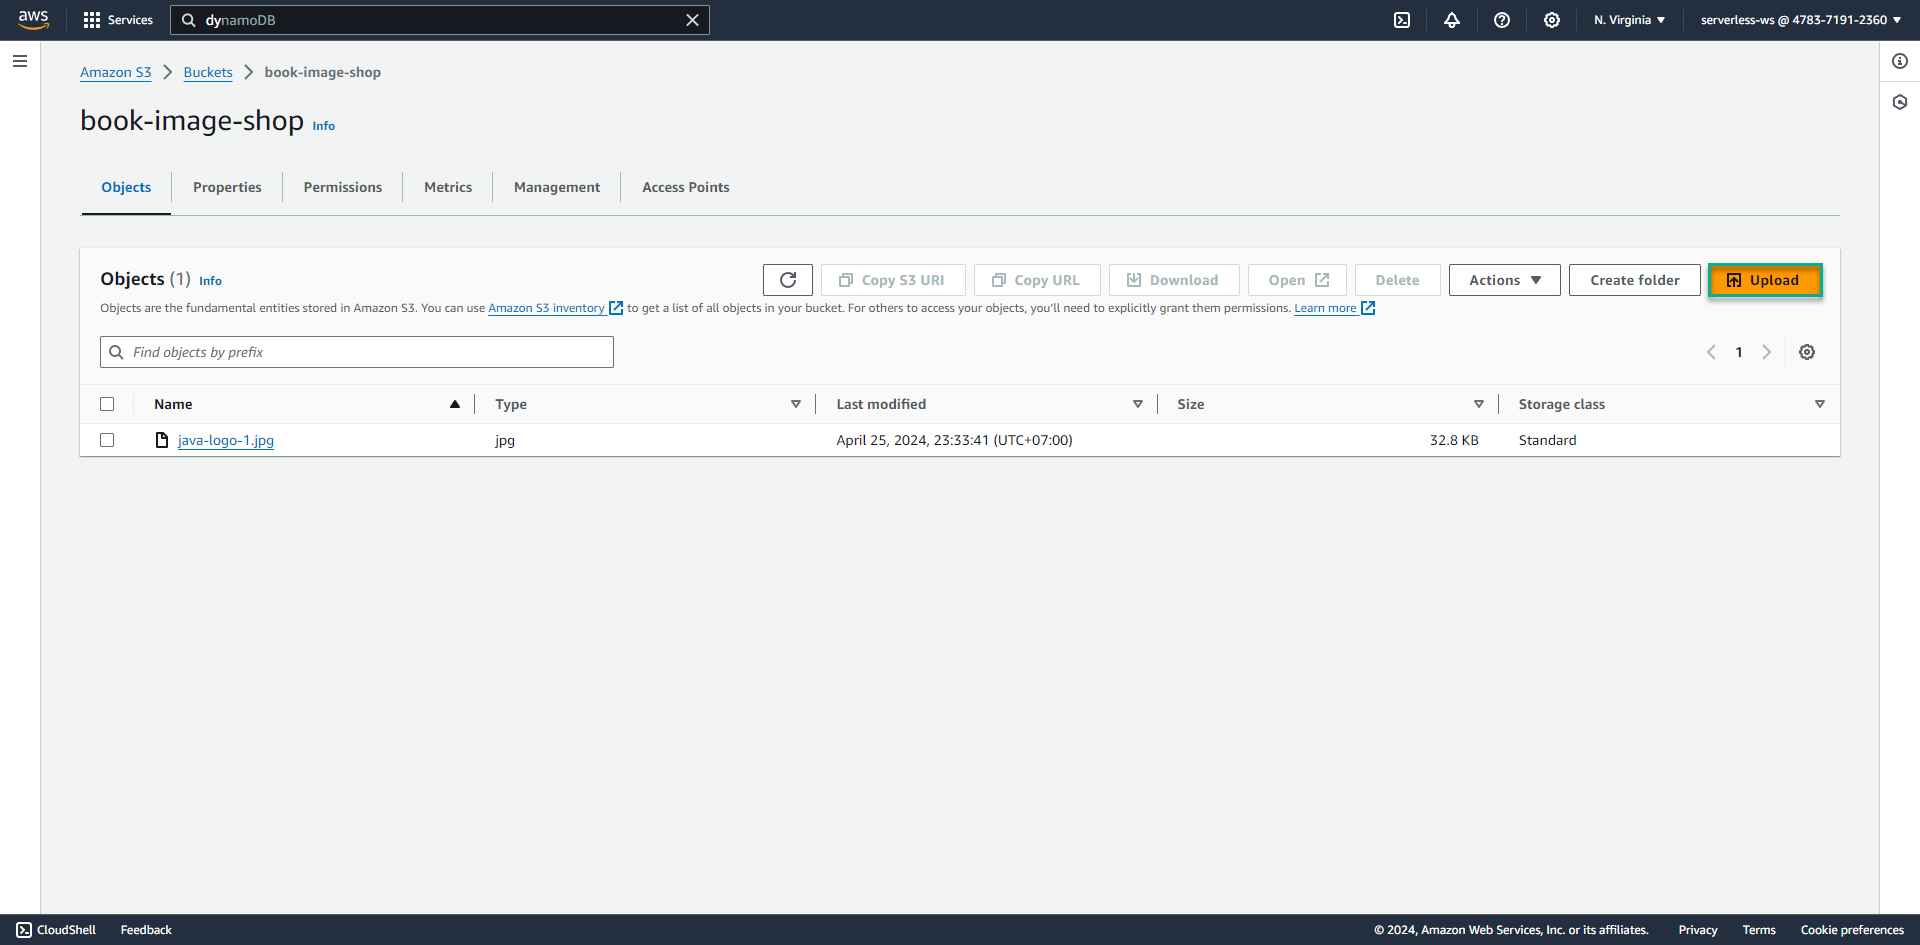 aws Services dynamoDB N. Virginia serverless-ws @ 4783-7191-2360
Amazon S3 Buckets book-image-shop
book-image-shop Info
Objects Properties Permissions Metrics Management Access Points
Objects (1) Info Copy S3 URI Copy URL Download Open Delete Actions Create folder Upload
Objects are the fundamental entities stored in Amazon S3. You can use Amazon S3 inventory to get a list of all objects in your bucket. For others to access your objects, you'll need to explicitly grant them permissions. Learn more
Find objects by prefix 1
Name Type Last modified Size Storage class
java-logo-1.jpg jpg April 25, 2024, 23:33:41 (UTC+07:00) 32.8 KB Standard
CloudShell Feedback © 2024, Amazon Web Services, Inc. or its affiliates. Privacy Terms Cookie preferences